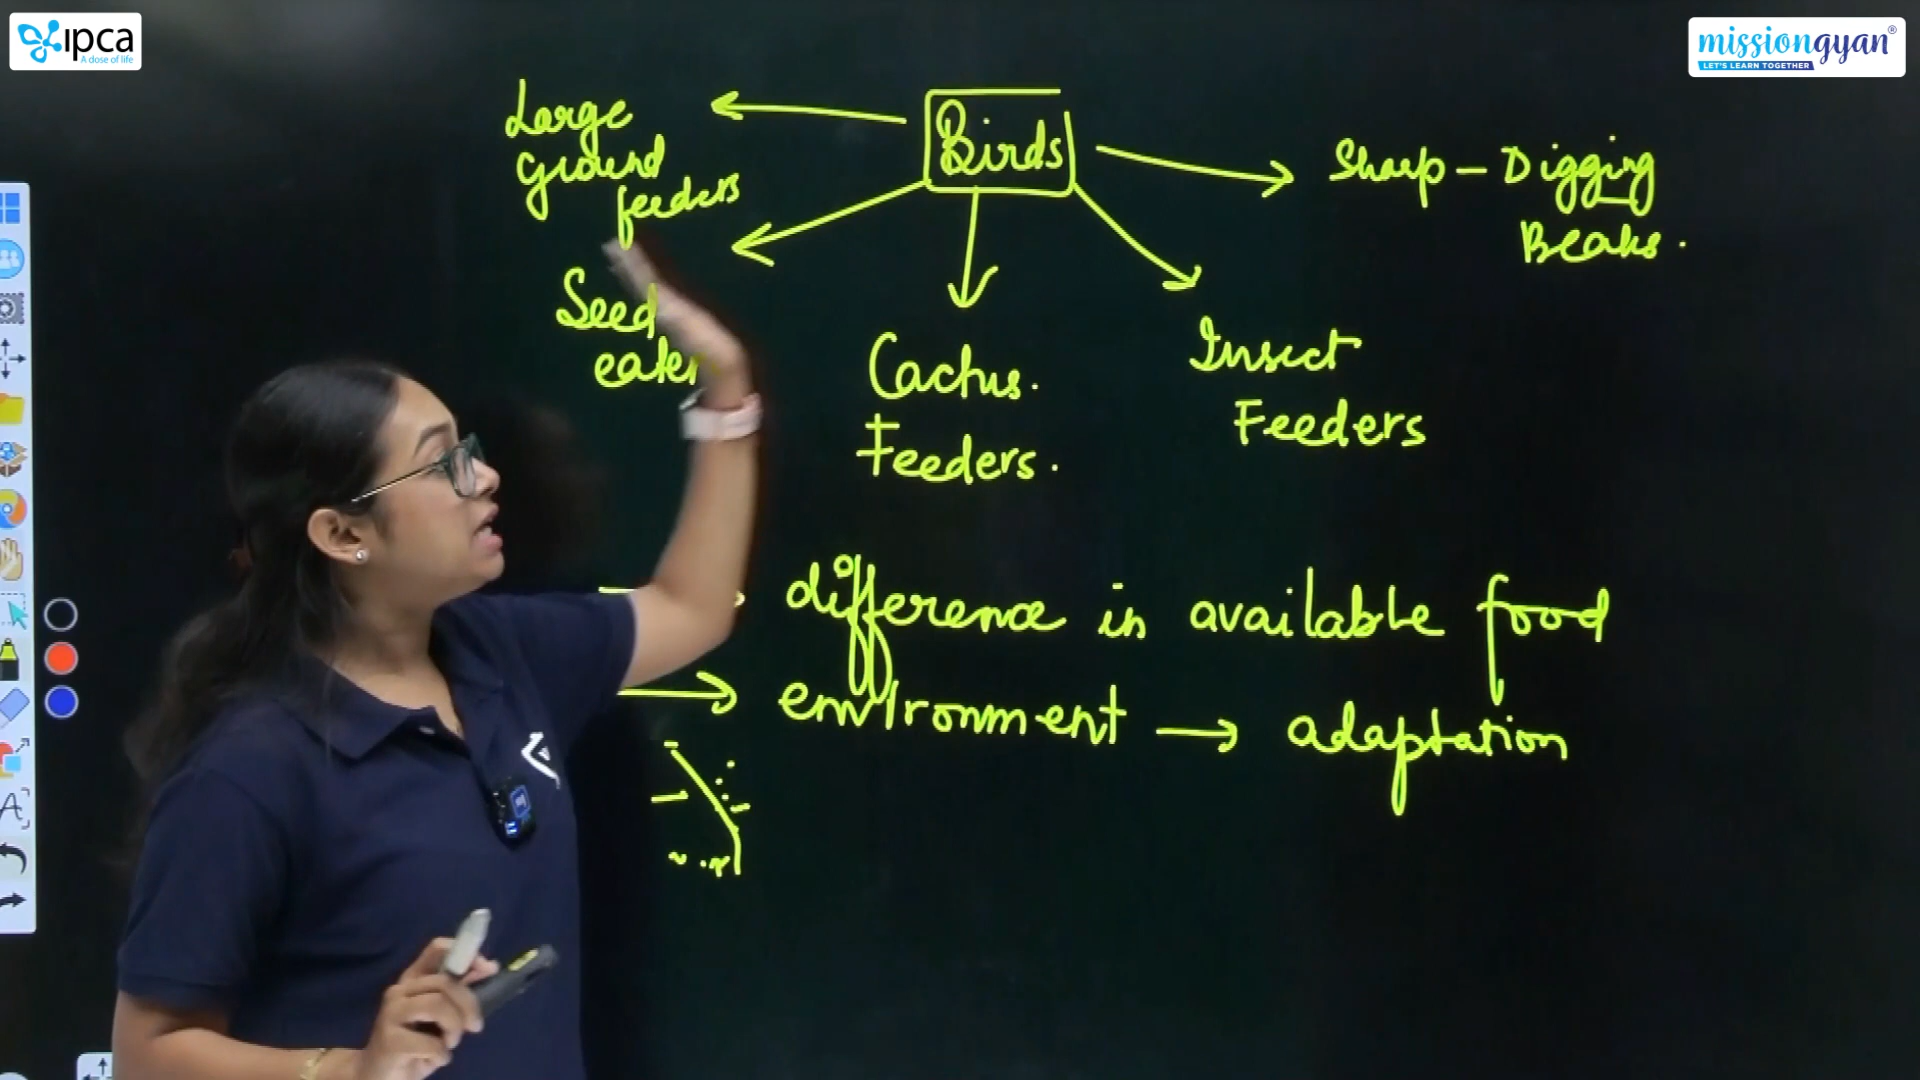 ipca
A dose of life
missiongyan®
LET'S LEARN TOGETHER
Large
ground
feeders
Birds
Sharp - Digging
Beaks.
Seed
eater
Cactus.
Feeders.
Insect
Feeders
difference in available food
environment → adaptation